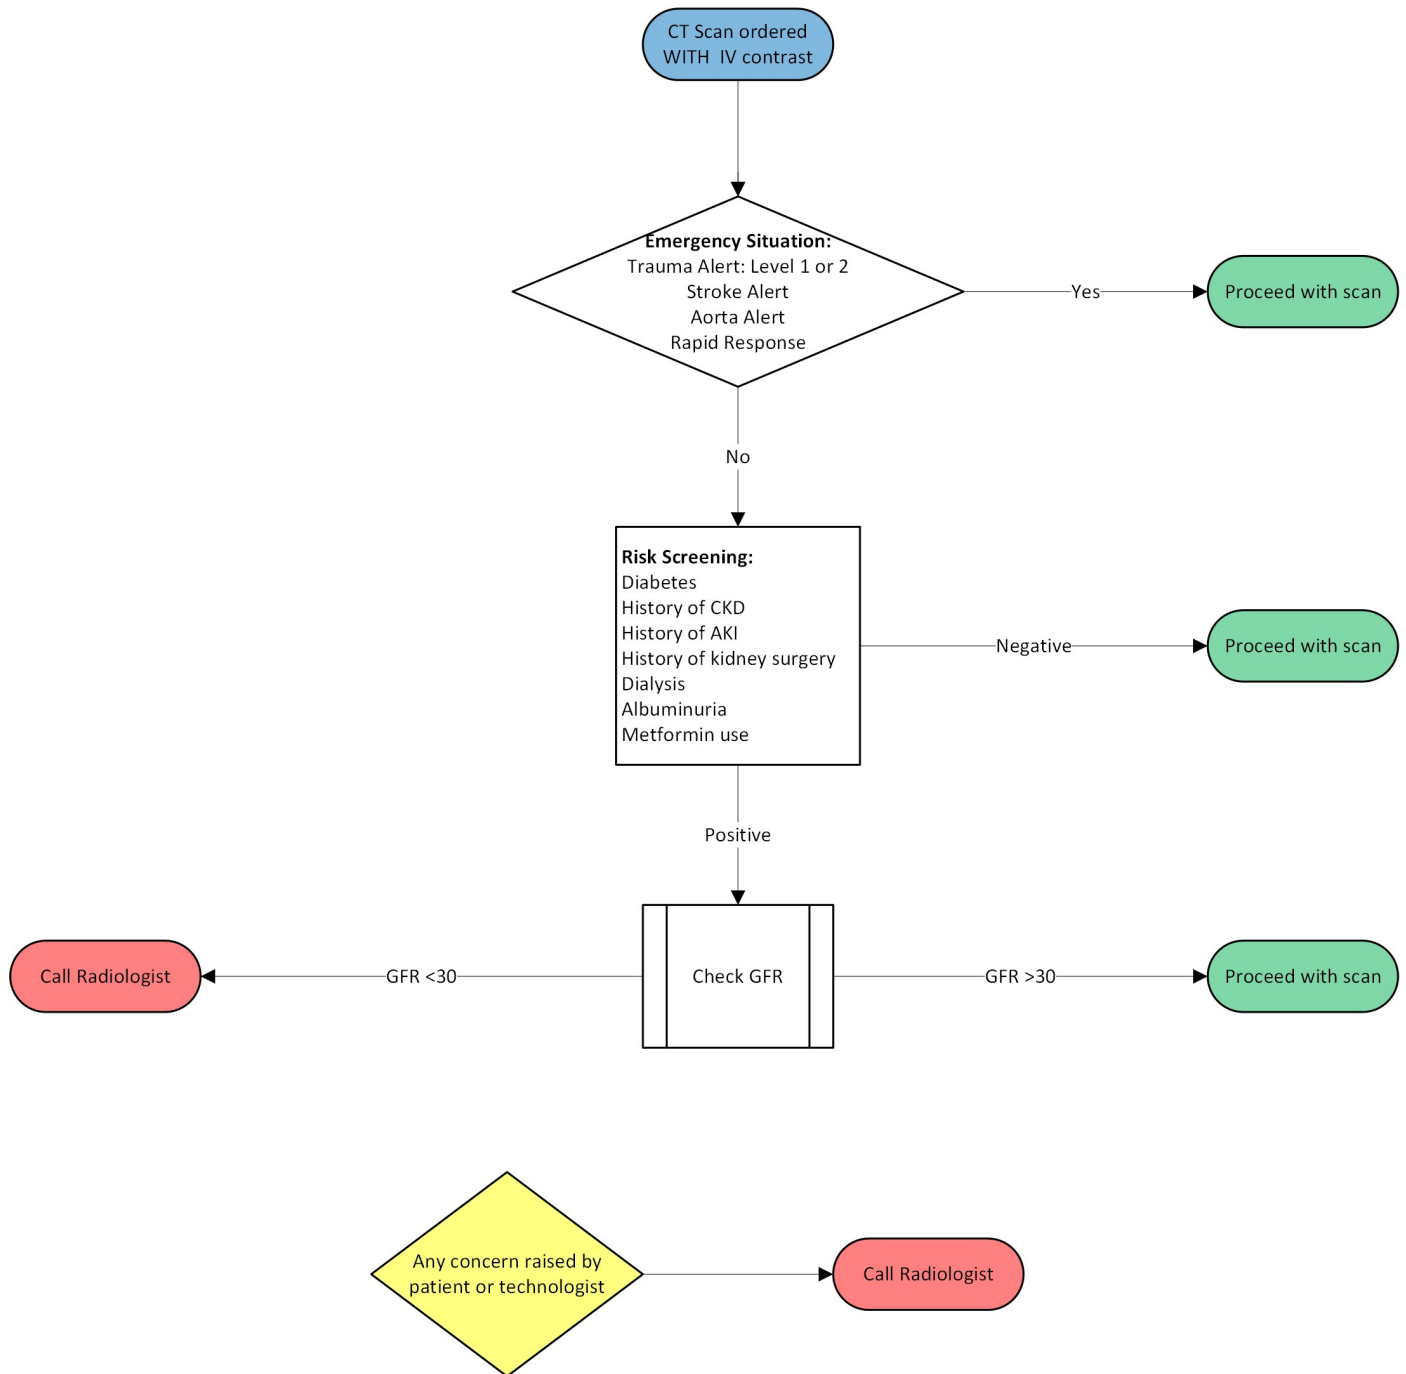 CT Scan ordered
WITH  IV contrast
Emergency Situation:
Trauma Alert: Level 1 or 2
Stroke Alert
Aorta Alert
Rapid Response
Yes
Proceed with scan
No
Risk Screening:
Diabetes
History of CKD
History of AKI
History of kidney surgery
Dialysis
Albuminuria
Metformin use
Negative
Proceed with scan
Positive
Call Radiologist
GFR <30
Check GFR
GFR >30
Proceed with scan
Any concern raised by
patient or technologist
Call Radiologist